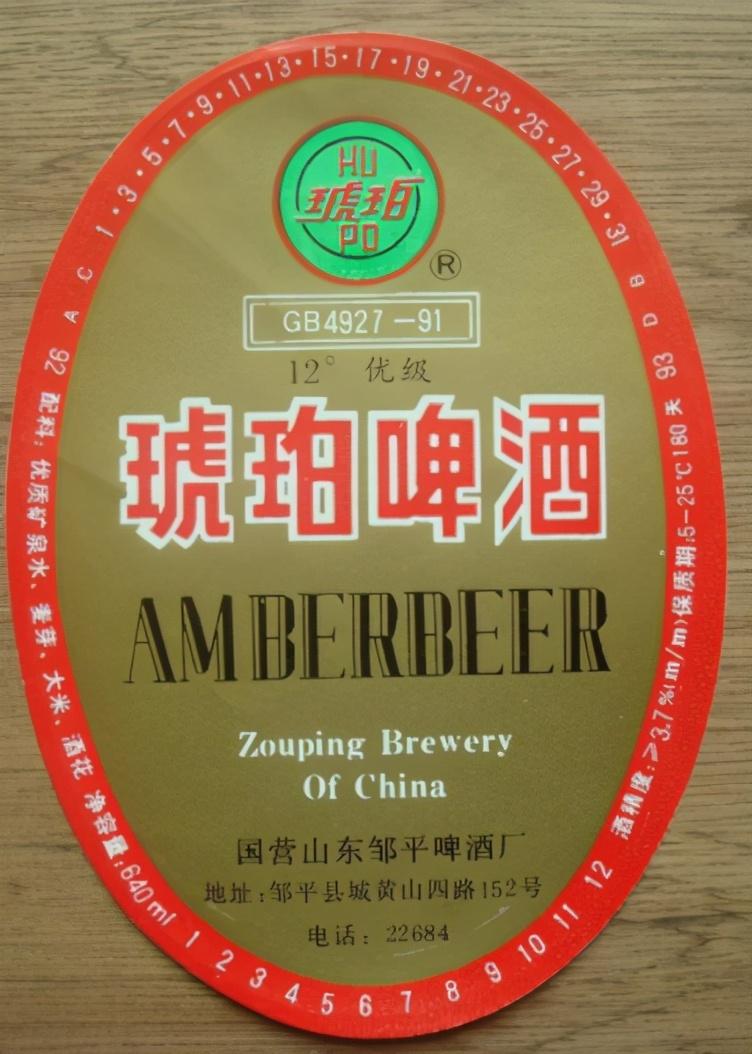 1·3·5·7·9·11·13·15·17·19·21·23·25·27·29·31
HU
琥珀
PO
®
GB4927-91
12° 优级
琥珀啤酒
AMBERBEER
Zouping Brewery
Of China
国营山东邹平啤酒厂
地址:邹平县城黄山四路152号
电话: 22684
C A 92 配料: 优质矿泉水、麦芽、大米、酒花 净容量:640ml
1 2 3 4 5 6 7 8 9 10 11 12
酒精度:≥3.7%(m/m)保质期:5-25℃180天 93 D B